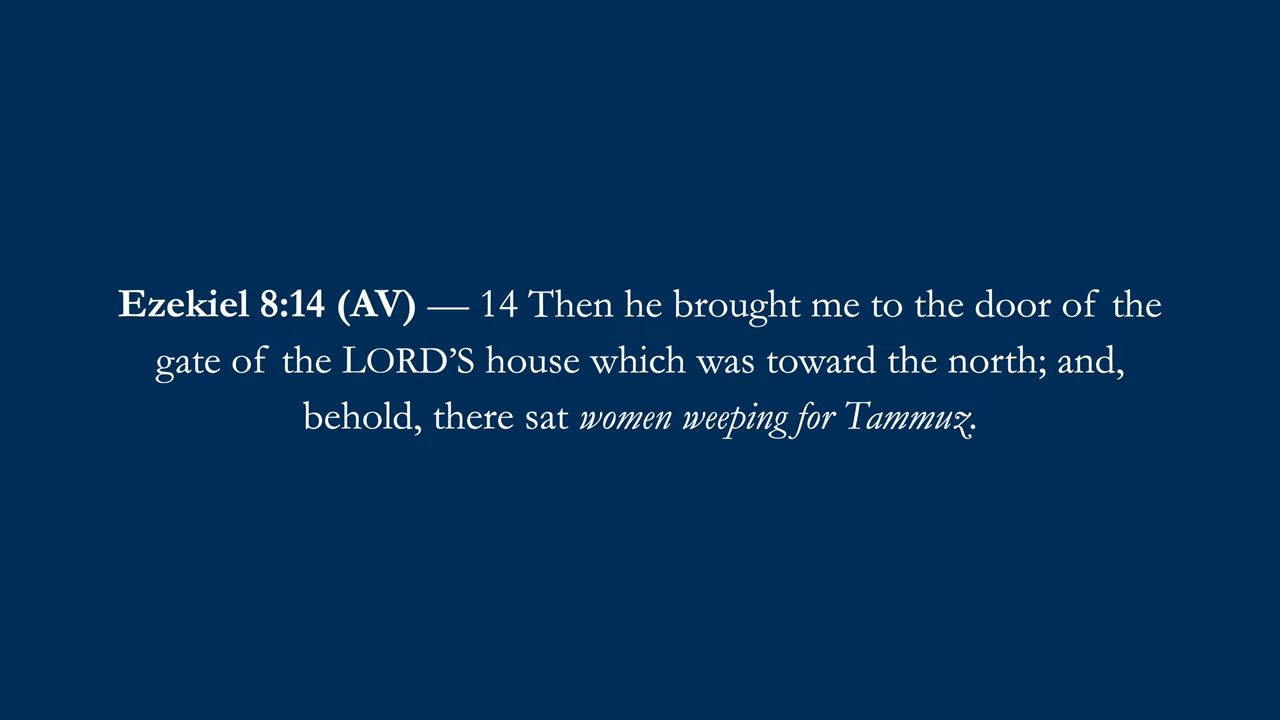 Ezekiel 8:14 (AV) — 14 Then he brought me to the door of the
gate of the LORD’S house which was toward the north; and,
behold, there sat women weeping for Tammuz.